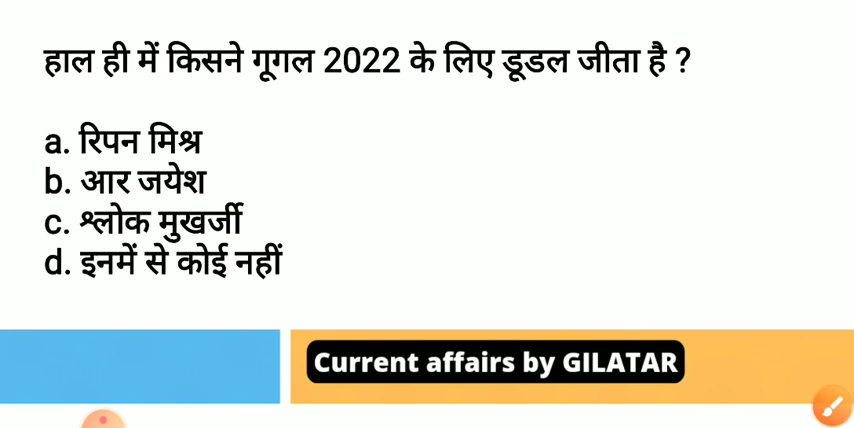 हाल ही में किसने गूगल 2022 के लिए डूडल जीता है ?
a. रिपन मिश्र
b. आर जयेश
c. श्लोक मुखर्जी
d. इनमें से कोई नहीं
Current affairs by GILATAR